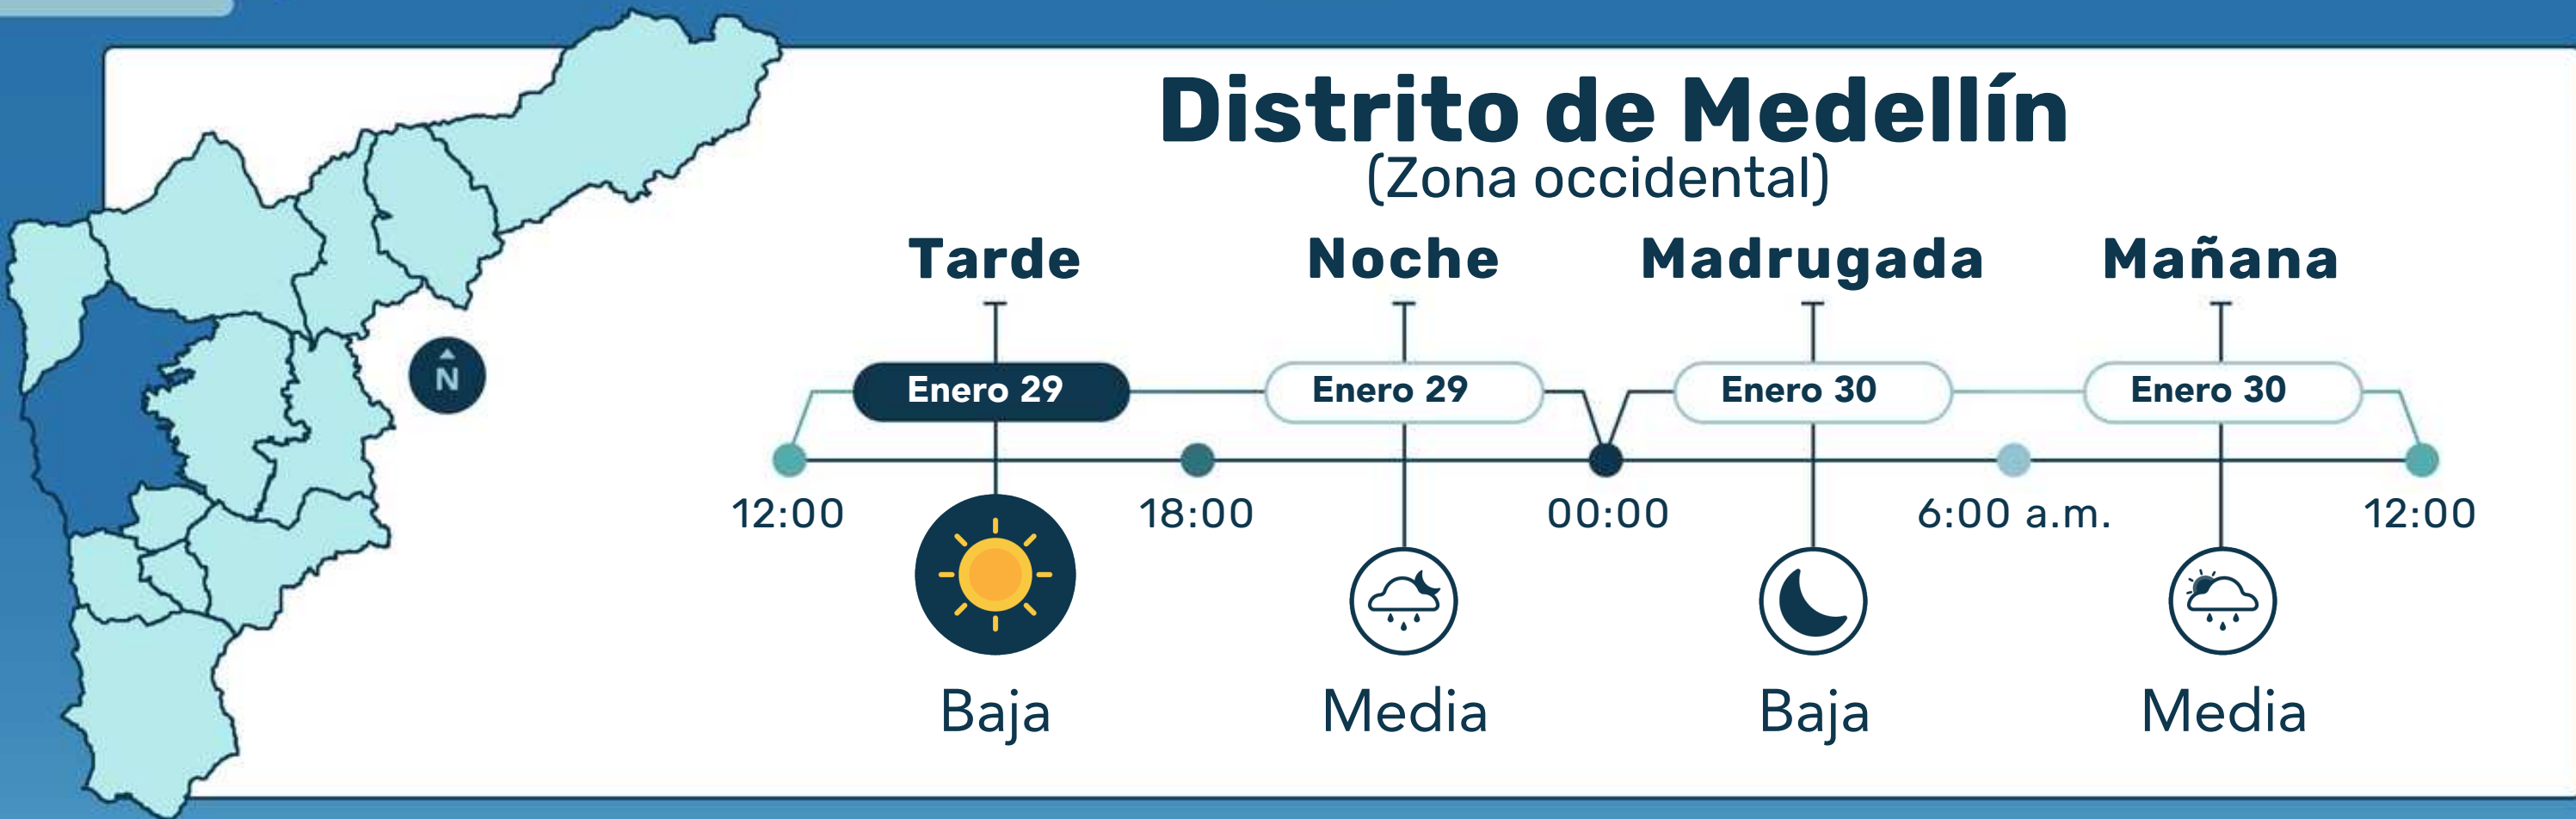 Distrito de Medellín
(Zona occidental)
Tarde Noche Madrugada Mañana
N
Enero 29 Enero 29 Enero 30 Enero 30
12:00 18:00 00:00 6:00 a.m. 12:00
Baja Media Baja Media